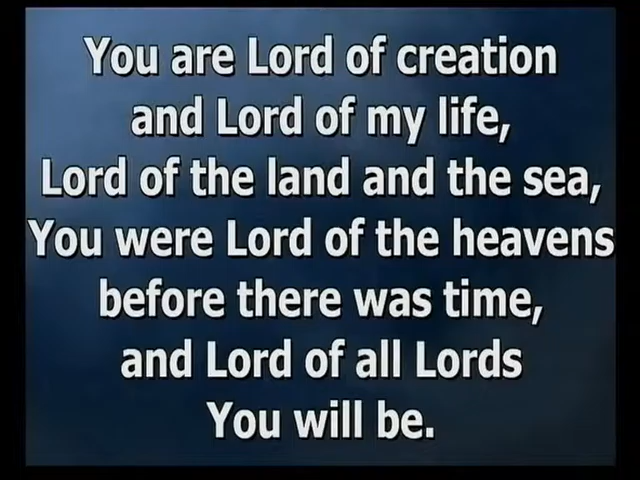 You are Lord of creation
and Lord of my life,
Lord of the land and the sea,
You were Lord of the heavens
before there was time,
and Lord of all Lords
You will be.